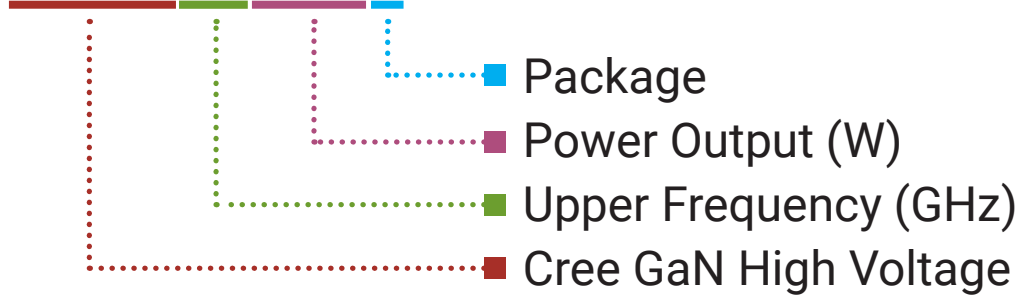 Package
Power Output (W)
Upper Frequency (GHz)
Cree GaN High Voltage